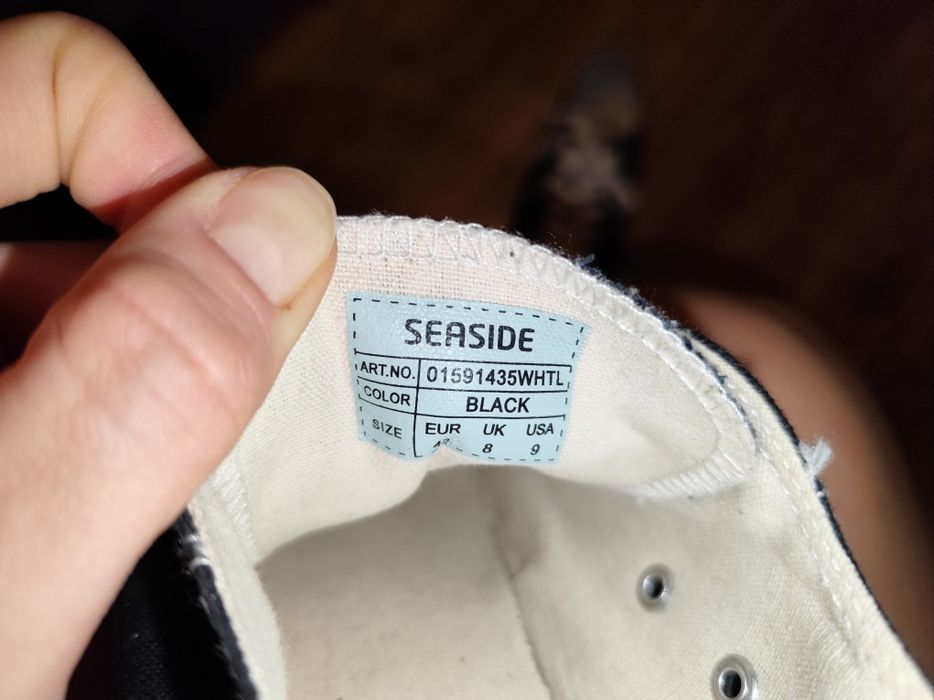 SEASIDE
ART.NO. 01591435WHTL
COLOR BLACK
SIZE EUR UK USA
8 9